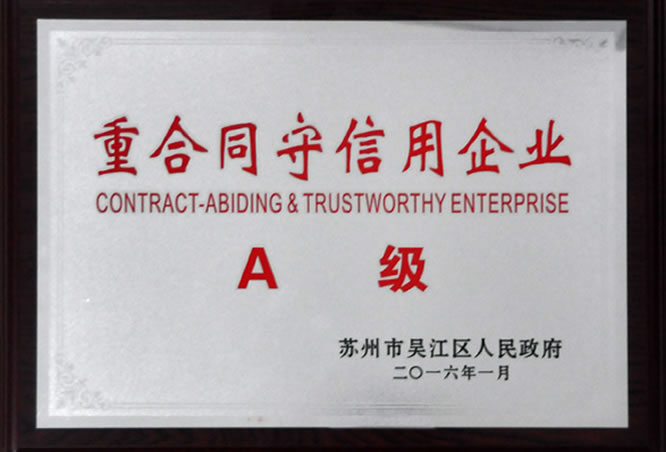 重合同守信用企业
CONTRACT-ABIDING & TRUSTWORTHY ENTERPRISE
A 级
苏州市吴江区人民政府
二〇一六年一月